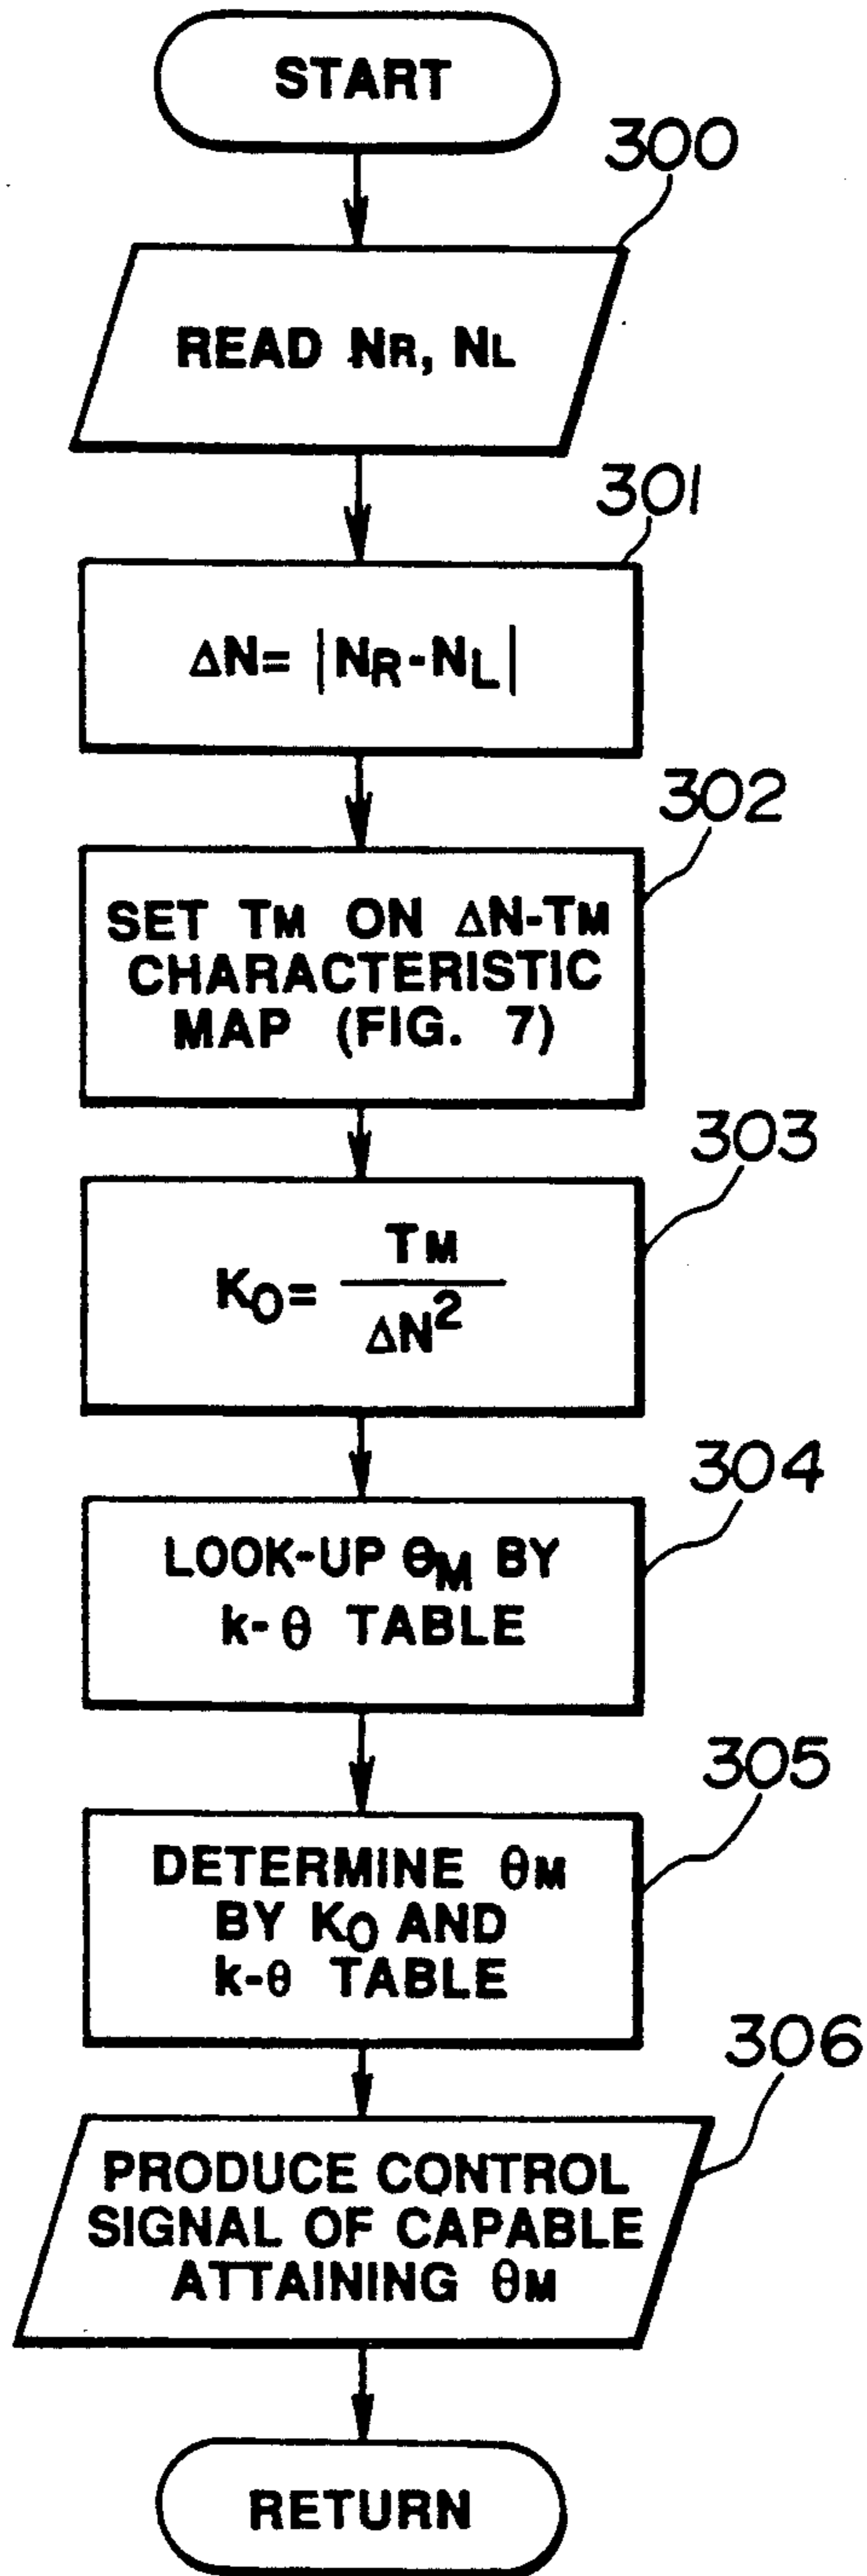 START
300
READ NR, NL
301
ΔN= |NR-NL|
302
SET TM ON ΔN-TM
CHARACTERISTIC
MAP (FIG. 7)
303
KO= TM
ΔN²
304
LOOK-UP θM BY
k-θ TABLE
305
DETERMINE θM
BY KO AND
k-θ TABLE
306
PRODUCE CONTROL
SIGNAL OF CAPABLE
ATTAINING θM
RETURN